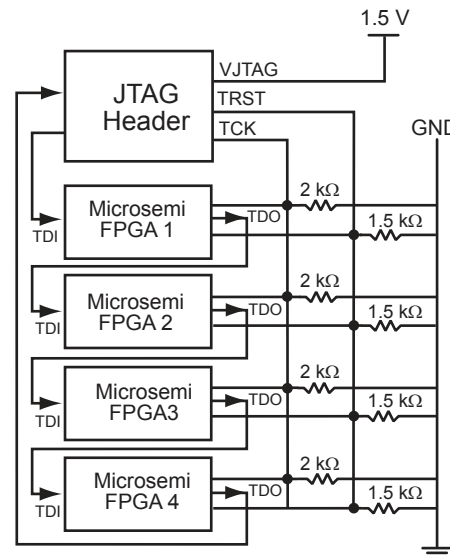 1.5 V
VJTAG
JTAG
Header
TRST
TCK
GND
2 kΩ
Microsemi
FPGA 1
TDO
1.5 kΩ
TDI
2 kΩ
Microsemi
FPGA 2
TDO
1.5 kΩ
TDI
2 kΩ
Microsemi
FPGA3
TDO
1.5 kΩ
TDI
2 kΩ
Microsemi
FPGA 4
TDO
1.5 kΩ
TDI